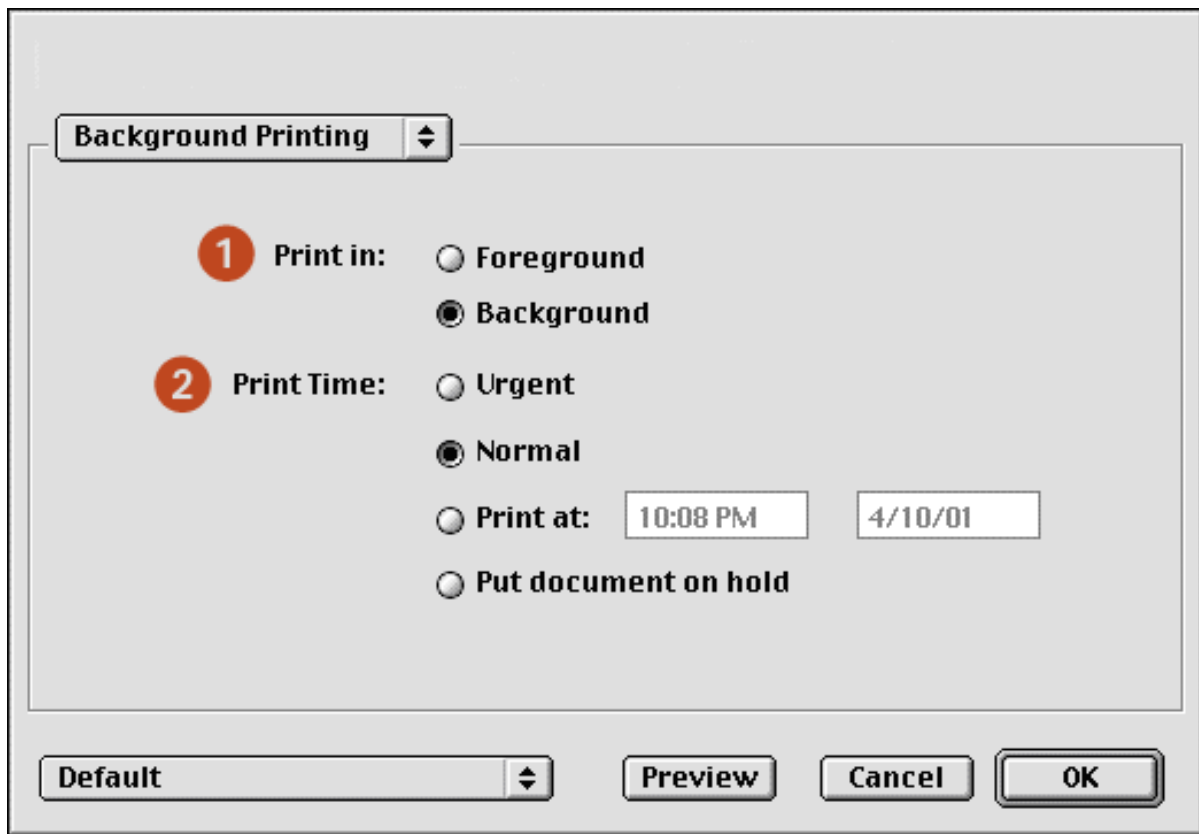 Background Printing
1 Print in: Foreground
Background
2 Print Time: Urgent
Normal
Print at: 10:08 PM 4/10/01
Put document on hold
Default Preview Cancel OK